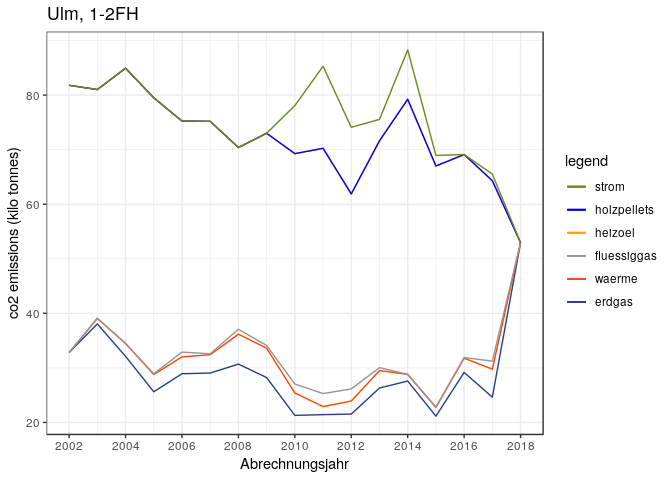 Ulm, 1-2FH
co2 emissions (kilo tonnes)
80
60
40
20
2002 2004 2006 2008 2010 2012 2014 2016 2018
Abrechnungsjahr
legend
strom
holzpellets
heizoel
fluessiggas
waerme
erdgas